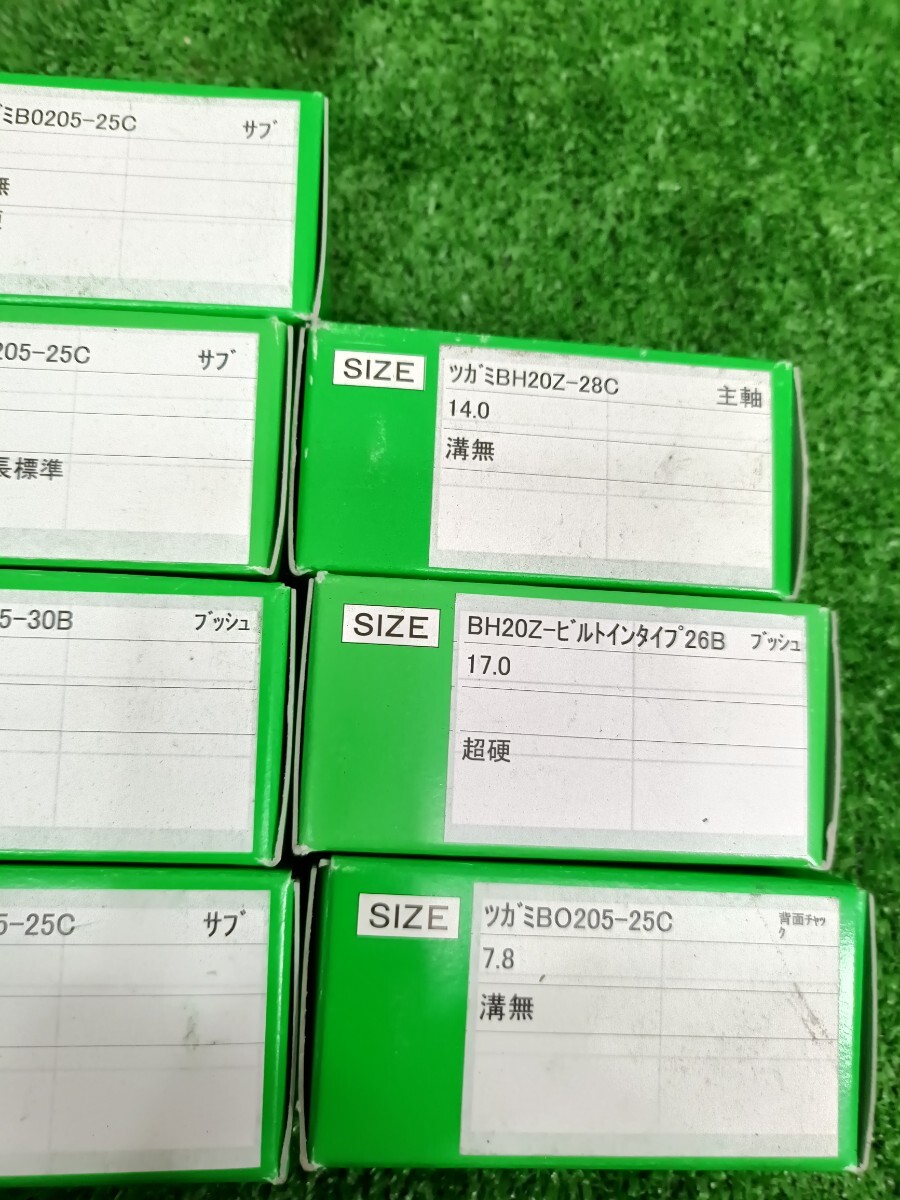 ﾐB0205-25C ｻﾌﾞ
無
205-25C ｻﾌﾞ
長標準
5-30B ﾌﾞｯｼｭ
5-25C ｻﾌﾞ
SIZE
ﾂｶﾞﾐBH20Z-28C 主軸
14.0
溝無
SIZE
BH20Z-ﾋﾞﾙﾄインﾀｲﾌﾟ26B ﾌﾞｯｼｭ
17.0
超硬
SIZE
ﾂｶﾞﾐBO205-25C 背面ﾁｬｯ
ｸ
7.8
溝無